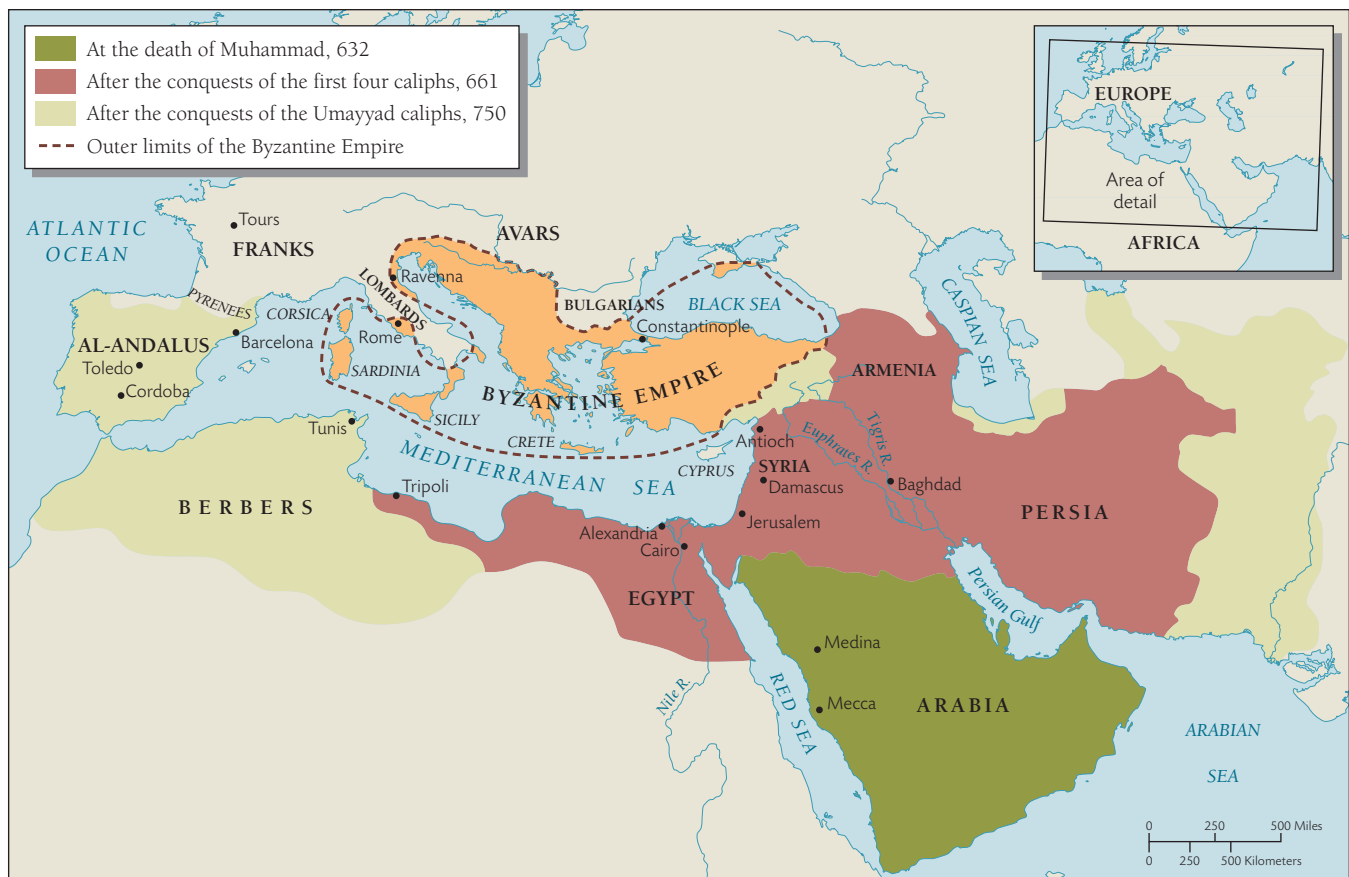 At the death of Muhammad, 632
After the conquests of the first four caliphs, 661
After the conquests of the Umayyad caliphs, 750
Outer limits of the Byzantine Empire
EUROPE
Area of
detail
AFRICA
ATLANTIC
OCEAN
Tours
FRANKS
AVARS
Ravenna
LOMBARDS
PYRENEES
CORSICA
BULGARIANS
BLACK SEA
CASPIAN SEA
Constantinople
Rome
Barcelona
AL-ANDALUS
Toledo
Cordoba
SARDINIA
BYZANTINE EMPIRE
ARMENIA
SICILY
Tunis
CRETE
Antioch
Euphrates R.
Tigris R.
MEDITERRANEAN SEA
CYPRUS
SYRIA
Damascus
Baghdad
Tripoli
BERBERS
Jerusalem
PERSIA
Alexandria
Cairo
EGYPT
Persian Gulf
Medina
Nile R.
RED SEA
Mecca
ARABIA
ARABIAN
SEA
0 250 500 Miles
0 250 500 Kilometers